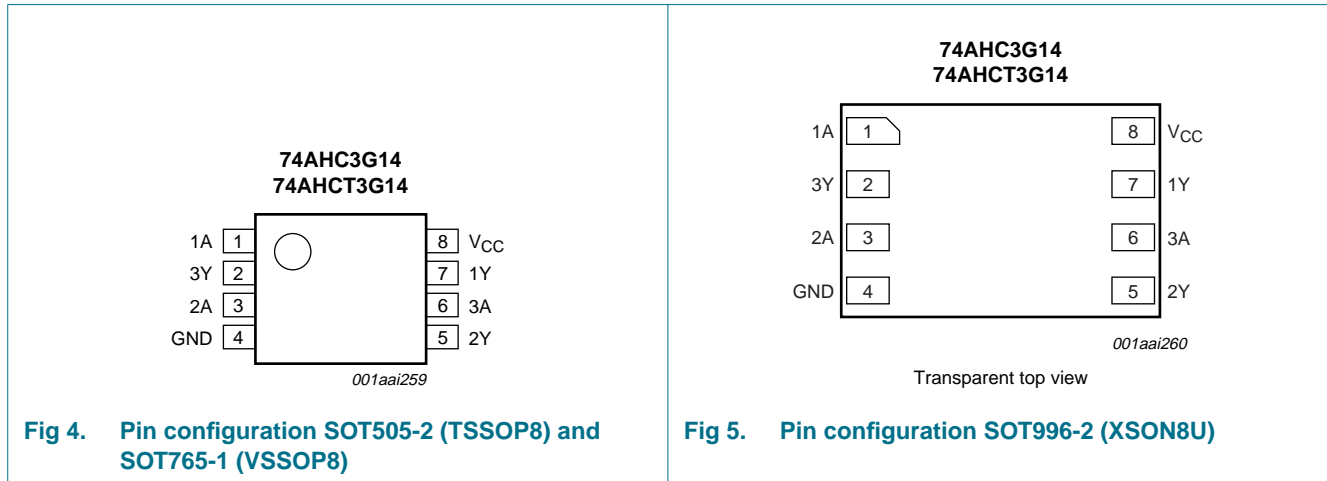 74AHC3G14
74AHCT3G14
1A 1 8 VCC
3Y 2 7 1Y
2A 3 6 3A
GND 4 5 2Y
001aai259
Fig 4. Pin configuration SOT505-2 (TSSOP8) and
SOT765-1 (VSSOP8)
74AHC3G14
74AHCT3G14
1A 1 8 VCC
3Y 2 7 1Y
2A 3 6 3A
GND 4 5 2Y
001aai260
Transparent top view
Fig 5. Pin configuration SOT996-2 (XSON8U)